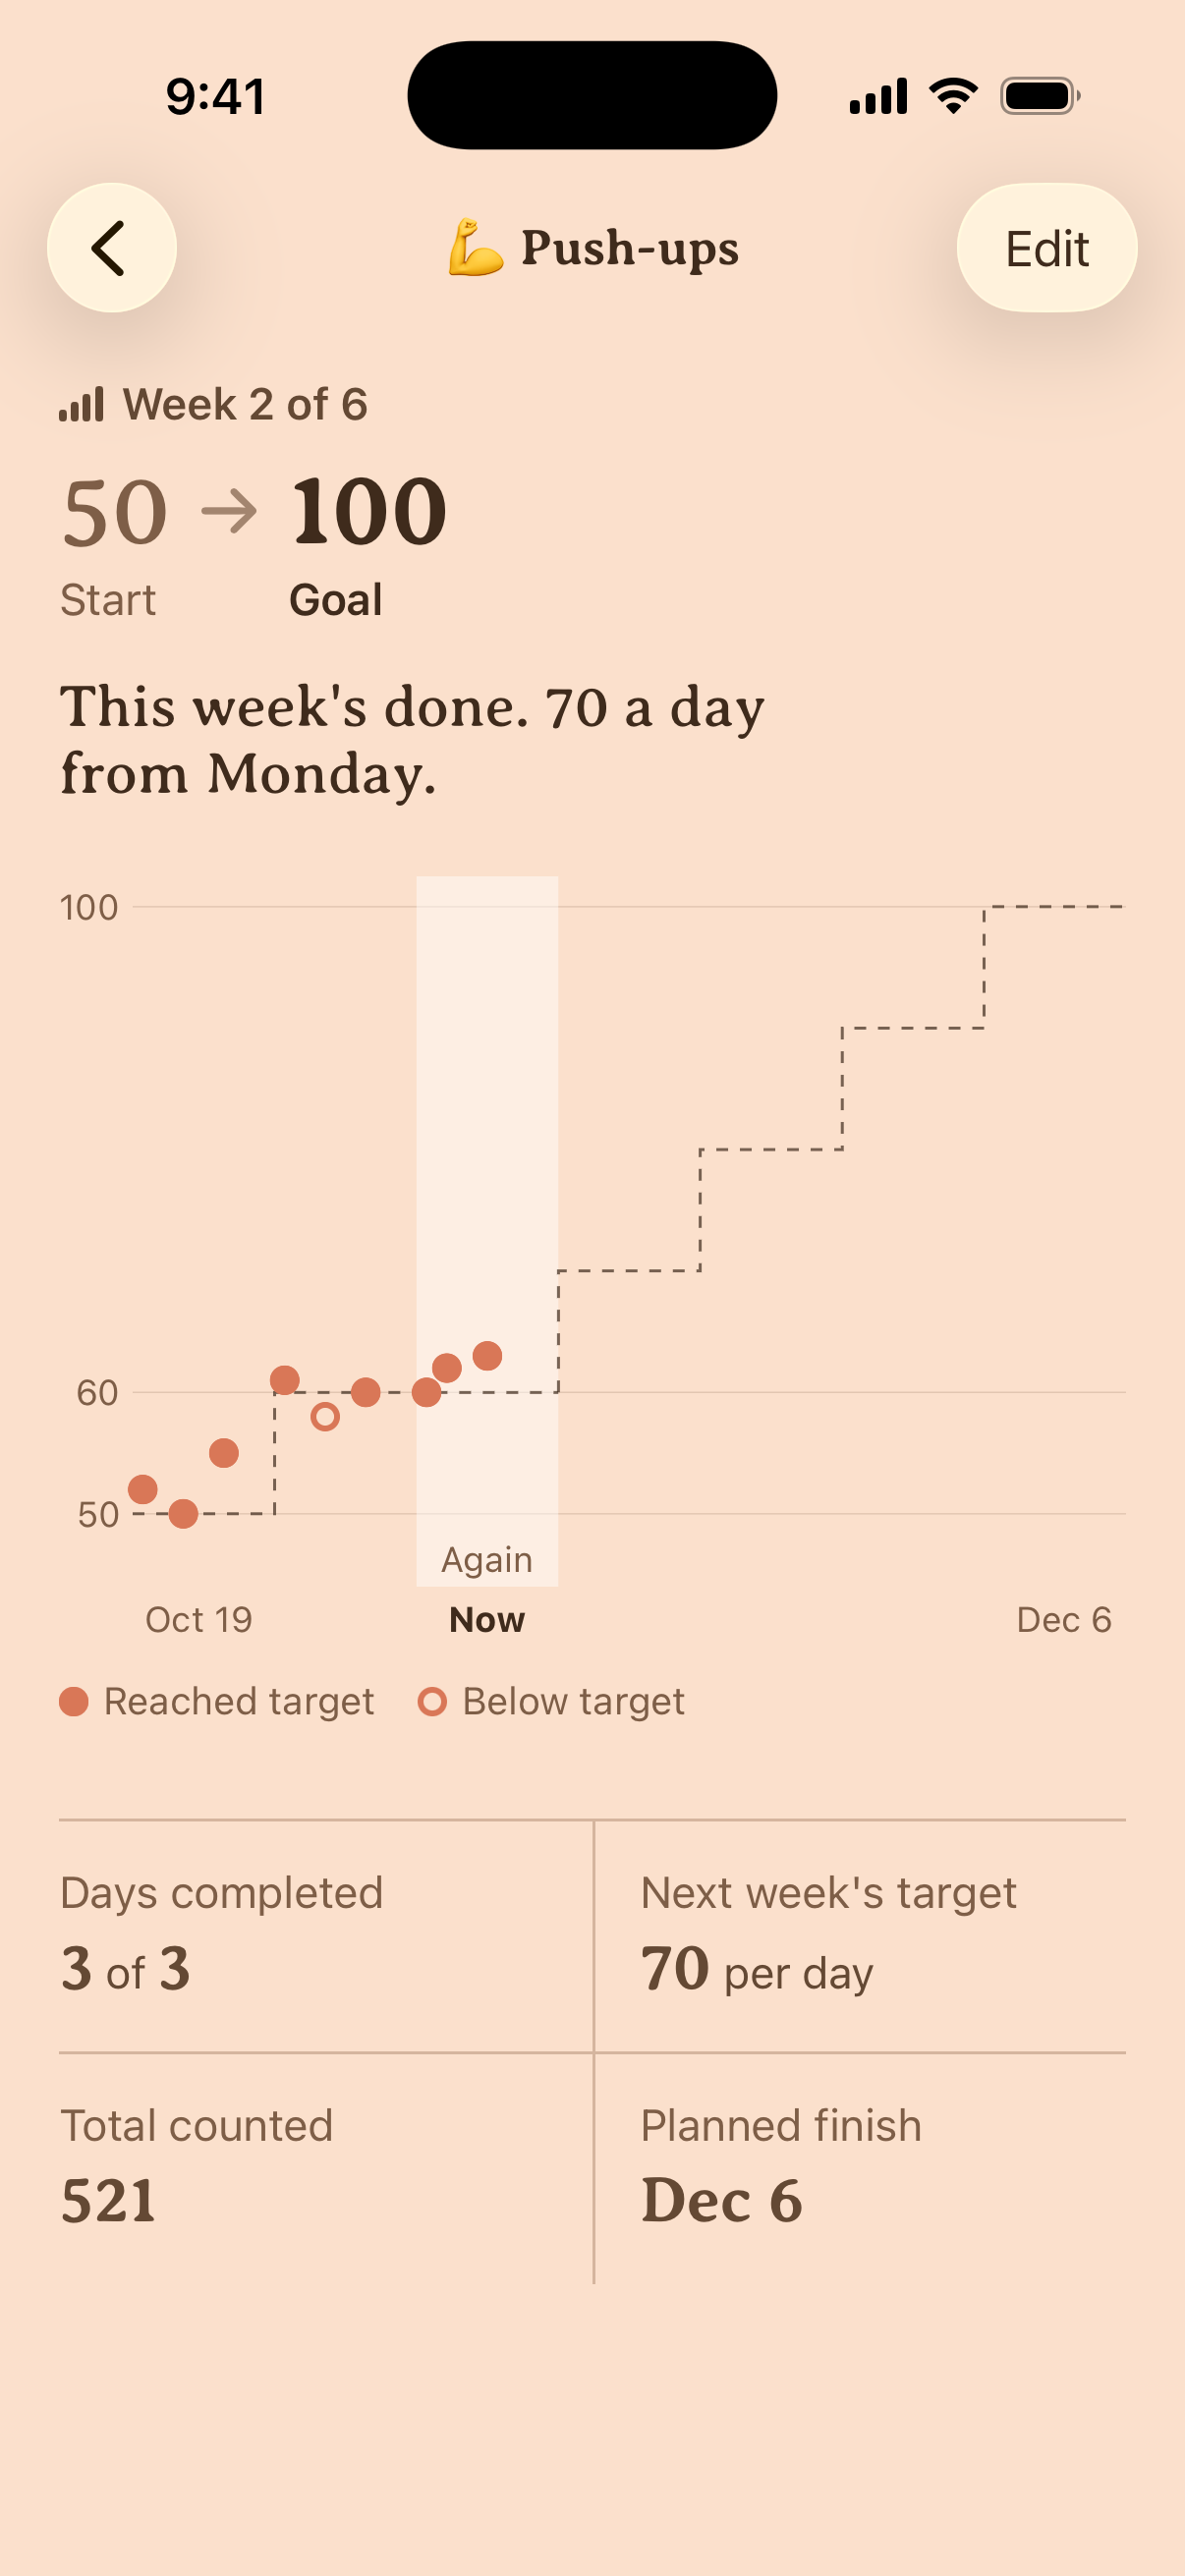 9:41
💪 Push-ups
Edit
Week 2 of 6
50 → 100
Start Goal
This week's done. 70 a day
from Monday.
100
60
50
Again
Oct 19 Now Dec 6
Reached target Below target
Days completed
3 of 3
Next week's target
70 per day
Total counted
521
Planned finish
Dec 6